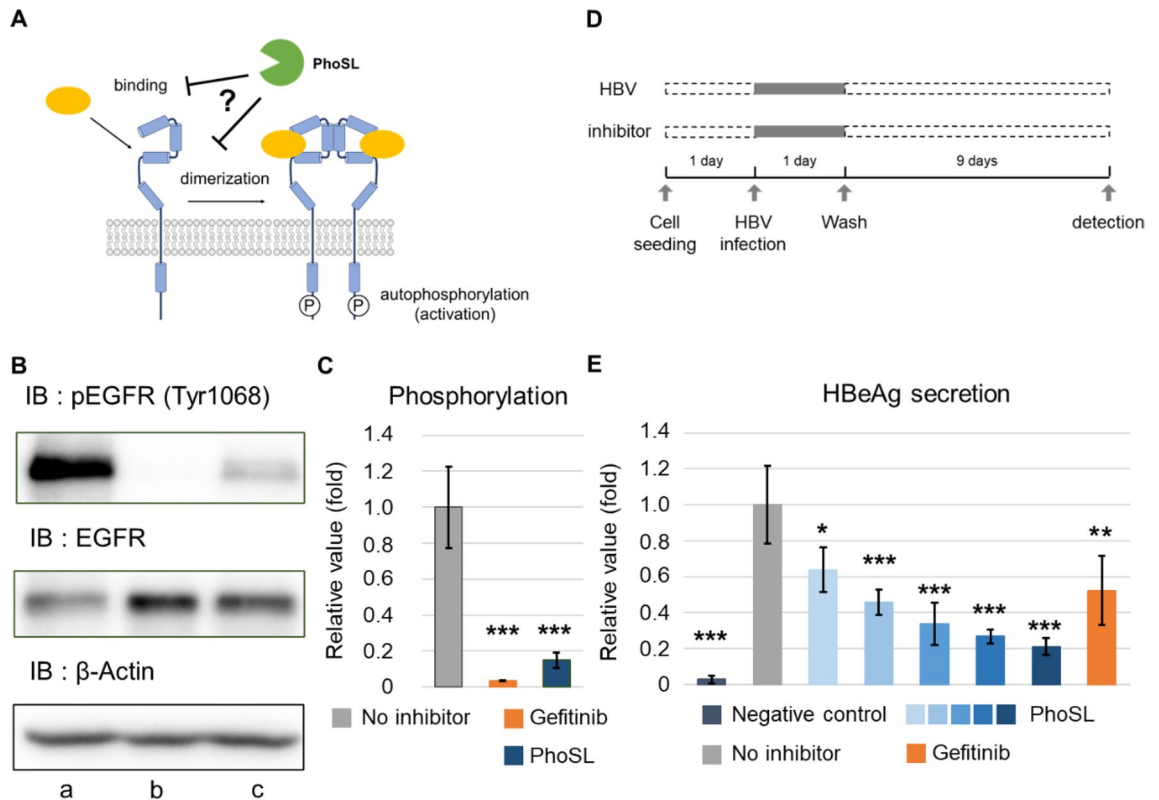 A
PhoSL
binding
?
dimerization
P
P
autophosphorylation
(activation)
D
HBV
inhibitor
1 day
1 day
9 days
Cell
seeding
HBV
infection
Wash
detection
B
IB : pEGFR (Tyr1068)
IB : EGFR
IB : β-Actin
a b c
C
Phosphorylation
Relative value (fold)
1.4
1.2
1.0
0.8
0.6
0.4
0.2
0
***
***
No inhibitor
Gefitinib
PhoSL
E
HBeAg secretion
Relative value (fold)
1.4
1.2
1.0
0.8
0.6
0.4
0.2
0
***
*
***
***
***
***
**
Negative control
PhoSL
No inhibitor
Gefitinib